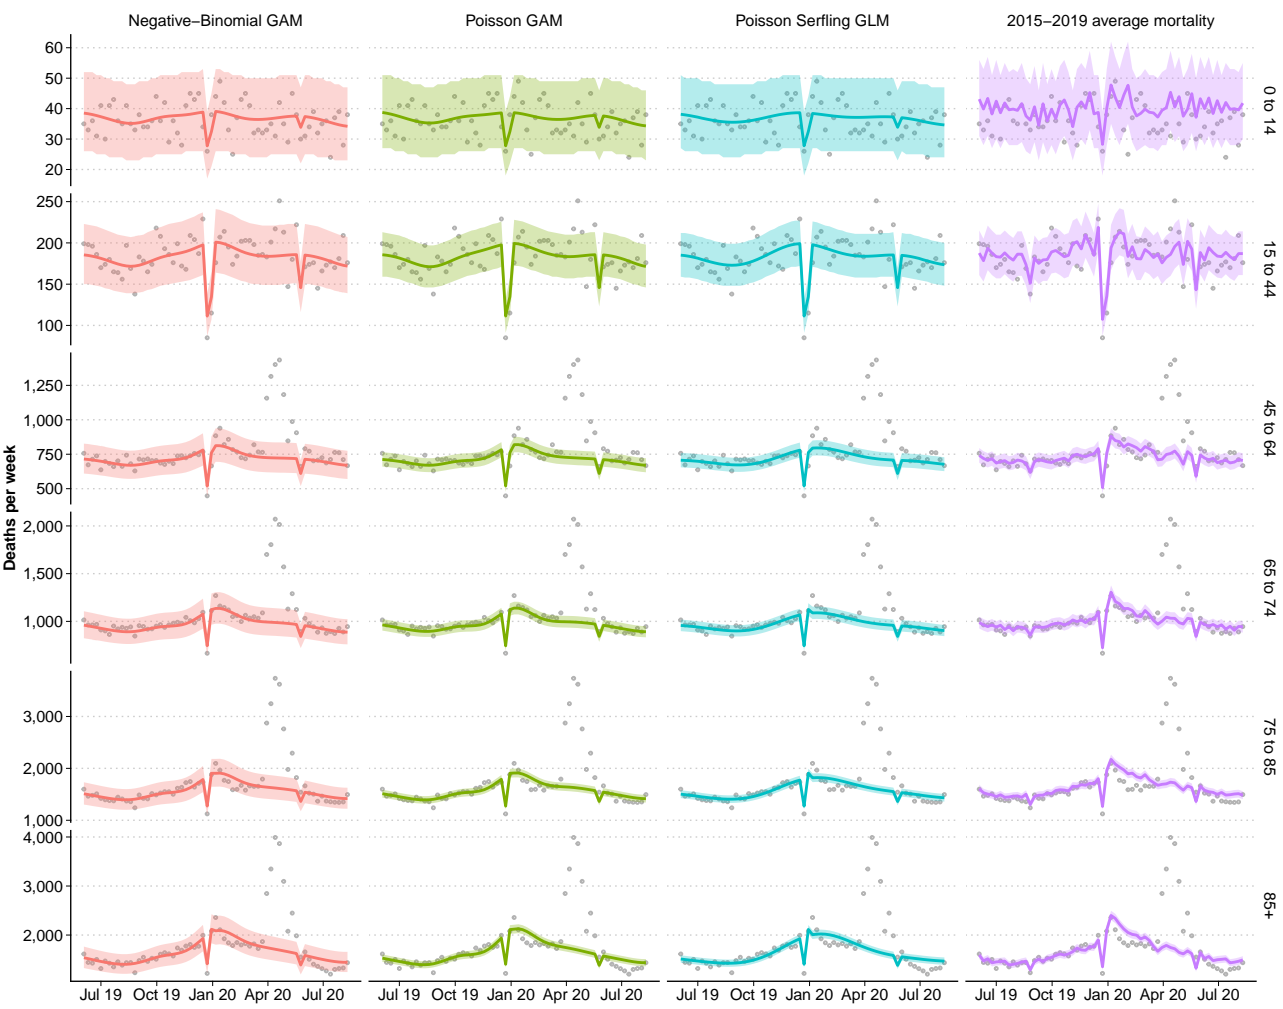 Negative−Binomial GAM
Poisson GAM
Poisson Serfling GLM
2015−2019 average mortality
60
50
40
30
20
0 to 14
250
200
150
100
15 to 44
1,250
1,000
750
500
45 to 64
Deaths per week
2,000
1,500
1,000
65 to 74
3,000
2,000
1,000
75 to 85
4,000
3,000
2,000
85+
Jul 19 Oct 19 Jan 20 Apr 20 Jul 20
Jul 19 Oct 19 Jan 20 Apr 20 Jul 20
Jul 19 Oct 19 Jan 20 Apr 20 Jul 20
Jul 19 Oct 19 Jan 20 Apr 20 Jul 20